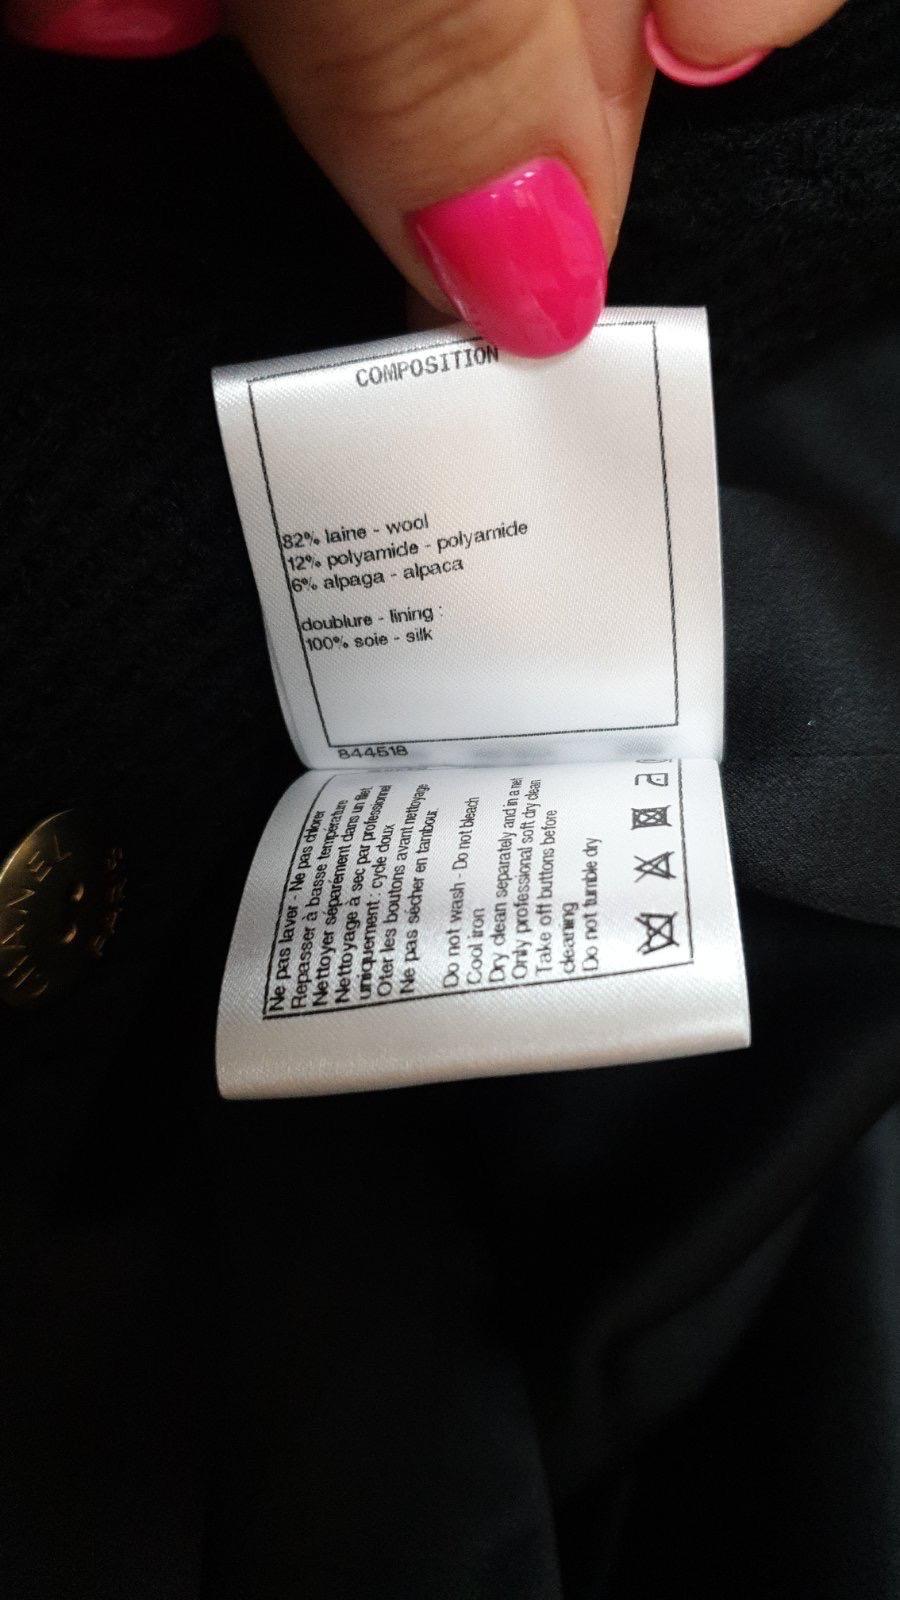 COMPOSITION
82% laine - wool
12% polyamide - polyamide
6% alpaga - alpaca
doublure - lining :
100% soie - silk
844518
Ne pas laver - Ne pas chlorer
Repasser à basse température
Nettoyer séparément dans un filet
Nettoyage à sec par professionnel
uniquement : cycle doux
Oter les boutons avant nettoyage
Ne pas sécher en tambour.
Do not wash - Do not bleach
Cool iron
Dry clean separately and in a net
Only professional soft dry clean
Take off buttons before
cleaning
Do not tumble dry
CHANEL
PARIS